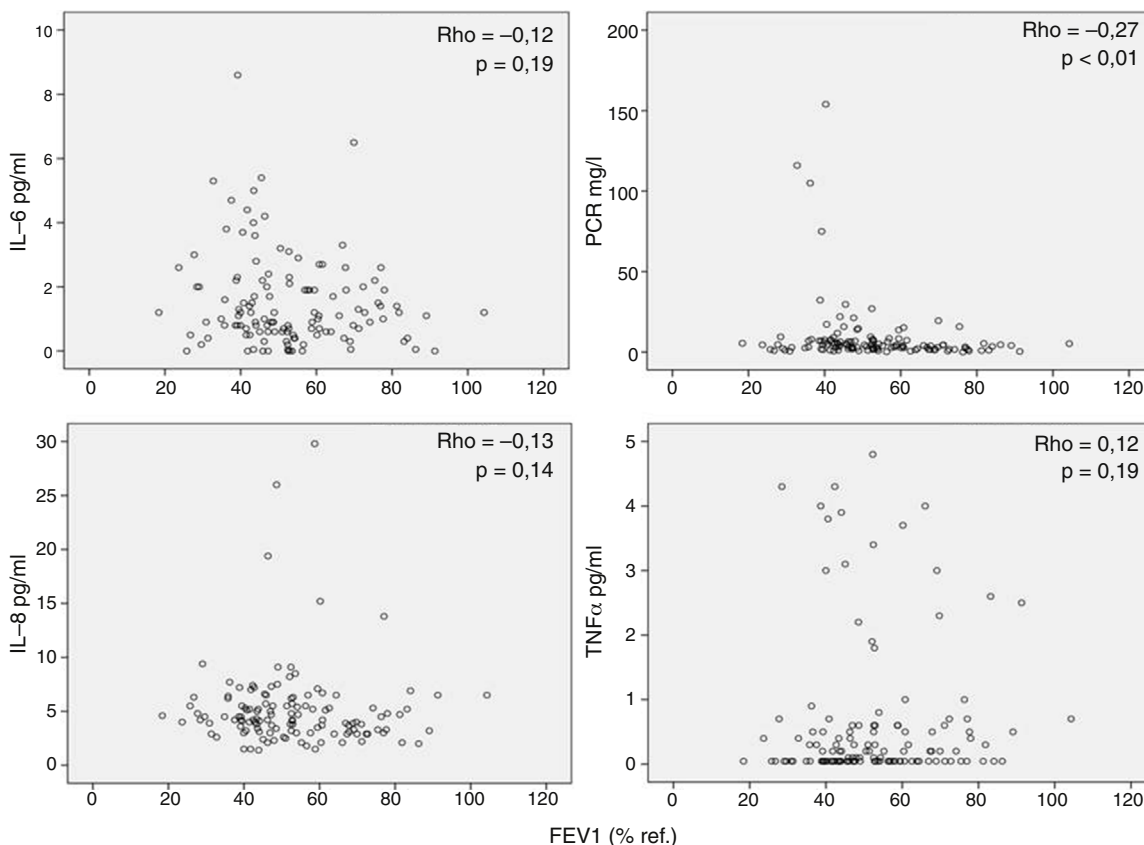 Rho = –0,12
p = 0,19
10
8
6
4
2
0
IL–6 pg/ml
0 20 40 60 80 100 120
Rho = –0,27
p < 0,01
200
150
100
50
0
PCR mg/l
0 20 40 60 80 100 120
Rho = –0,13
p = 0,14
30
25
20
15
10
5
0
IL–8 pg/ml
0 20 40 60 80 100 120
Rho = 0,12
p = 0,19
5
4
3
2
1
0
TNFα pg/ml
0 20 40 60 80 100 120
FEV1 (% ref.)